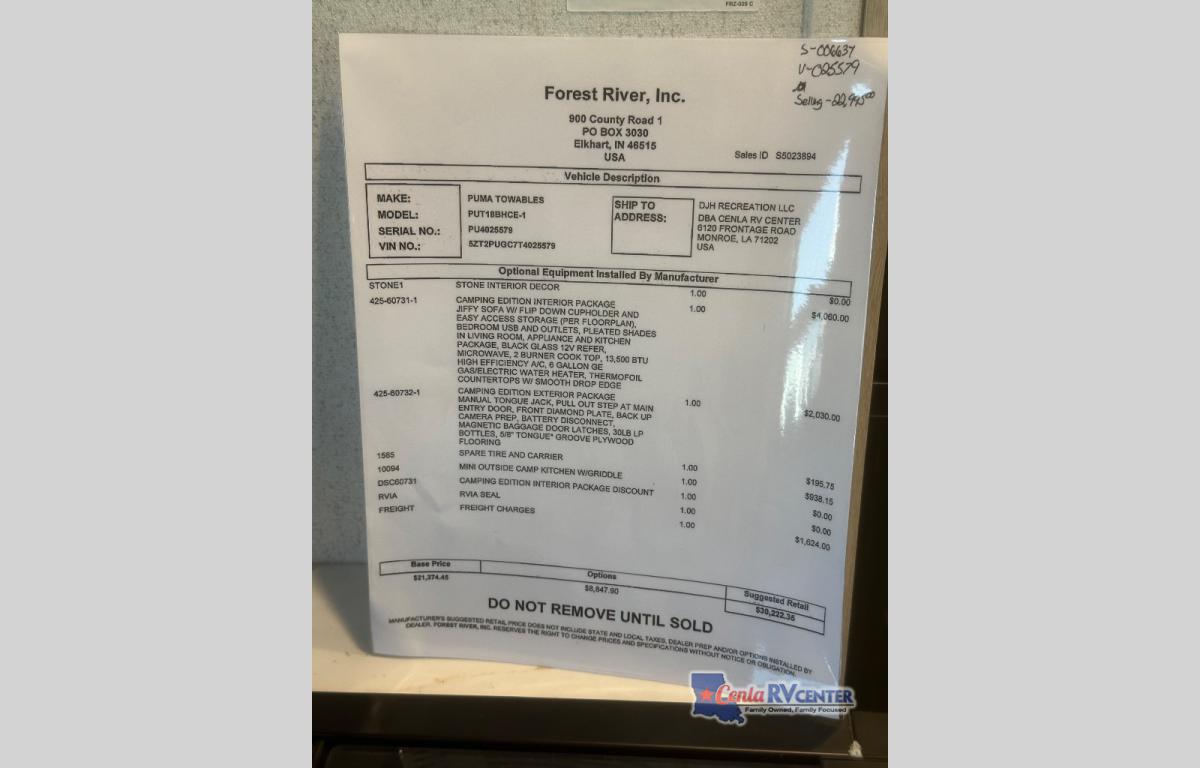 FRZ-029 C
S-006637
V-025579
Selling - 22,995.00
Forest River, Inc.
900 County Road 1
PO BOX 3030
Elkhart, IN 46515
USA
Sales ID S5023894
Vehicle Description
MAKE: PUMA TOWABLES
MODEL: PUT18BHCE-1
SERIAL NO.: PU4025579
VIN NO.: 5ZT2PUGC7T4025579
SHIP TO
ADDRESS:
DJH RECREATION LLC
DBA CENLA RV CENTER
6120 FRONTAGE ROAD
MONROE, LA 71202
USA
Optional Equipment Installed By Manufacturer
STONE1 STONE INTERIOR DECOR 1.00 $0.00
425-60731-1 CAMPING EDITION INTERIOR PACKAGE 1.00 $4,060.00
JIFFY SOFA W/ FLIP DOWN CUPHOLDER AND
EASY ACCESS STORAGE (PER FLOORPLAN),
BEDROOM USB AND OUTLETS, PLEATED SHADES
IN LIVING ROOM, APPLIANCE AND KITCHEN
PACKAGE, BLACK GLASS 12V REFER,
MICROWAVE, 2 BURNER COOK TOP, 13,500 BTU
HIGH EFFICIENCY A/C, 6 GALLON GE
GAS/ELECTRIC WATER HEATER, THERMOFOIL
COUNTERTOPS W/ SMOOTH DROP EDGE
425-60732-1 CAMPING EDITION EXTERIOR PACKAGE 1.00 $2,030.00
MANUAL TONGUE JACK, PULL OUT STEP AT MAIN
ENTRY DOOR, FRONT DIAMOND PLATE, BACK UP
CAMERA PREP, BATTERY DISCONNECT,
MAGNETIC BAGGAGE DOOR LATCHES, 30LB LP
BOTTLES, 5/8" TONGUE" GROOVE PLYWOOD
FLOORING
1585 SPARE TIRE AND CARRIER 1.00 $195.75
10094 MINI OUTSIDE CAMP KITCHEN W/GRIDDLE 1.00 $938.15
DSC60731 CAMPING EDITION INTERIOR PACKAGE DISCOUNT 1.00 $0.00
RVIA RVIA SEAL 1.00 $0.00
FREIGHT FREIGHT CHARGES 1.00 $1,624.00
Base Price Options Suggested Retail
$21,374.45 $8,847.90 $30,222.35
DO NOT REMOVE UNTIL SOLD
MANUFACTURER'S SUGGESTED RETAIL PRICE DOES NOT INCLUDE STATE AND LOCAL TAXES, DEALER PREP AND/OR OPTIONS INSTALLED BY
DEALER. FOREST RIVER, INC. RESERVES THE RIGHT TO CHANGE PRICES AND SPECIFICATIONS WITHOUT NOTICE OR OBLIGATION.
Cenla RV CENTER
Family Owned, Family Focused